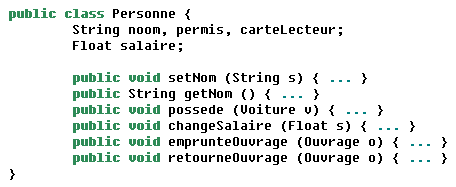 public class Personne {
String noom, permis, carteLecteur;
Float salaire;
public void setNom (String s) { ... }
public String getNom () { ... }
public void possede (Voiture v) { ... }
public void changeSalaire (Float s) { ... }
public void emprunteOuvrage (Ouvrage o) { ... }
public void retourneOuvrage (Ouvrage o) { ... }
}